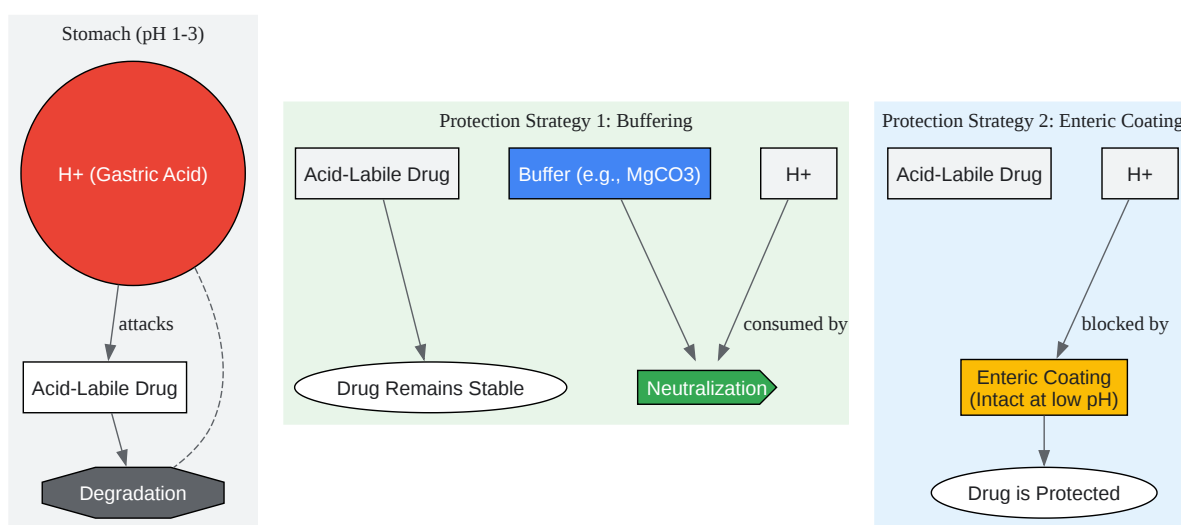 Stomach (pH 1-3)
H+ (Gastric Acid)
attacks
Acid-Labile Drug
Degradation
Protection Strategy 1: Buffering
Acid-Labile Drug
Buffer (e.g., MgCO3)
H+
consumed by
Drug Remains Stable
Neutralization
Protection Strategy 2: Enteric Coating
Acid-Labile Drug
H+
blocked by
Enteric Coating
(Intact at low pH)
Drug is Protected